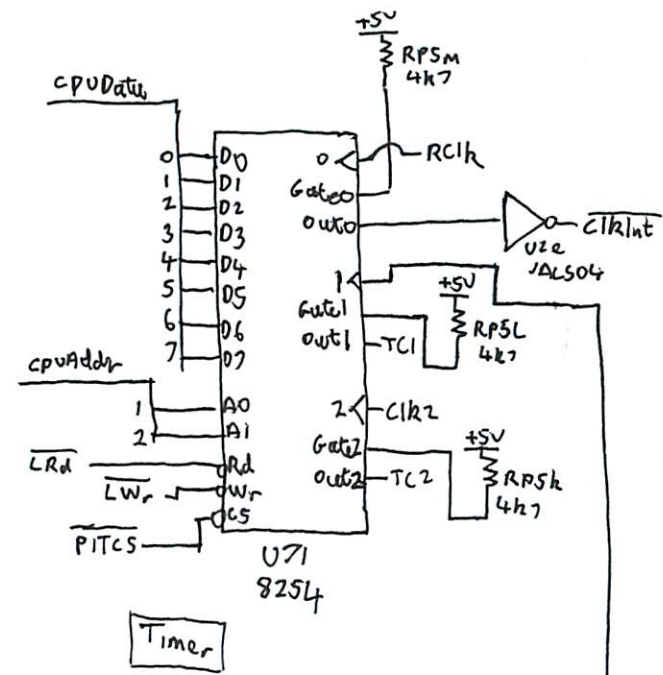 +5V
RP5M
4k7
CPUData
0 D0
1 D1
2 D2
3 D3
4 D4
5 D5
6 D6
7 D7
0 RClk
Gate0
Out0
ClkInt
U2e
1
+5V
Gate1
RP5L
4k7
Out1 TC1
CPUAddr
1 A0
2 A1
2 Clk2
Gate2
+5V
RP5k
4k7
Out2 TC2
LRd Rd
LWr Wr
PITCS CS
U71
8254
Timer